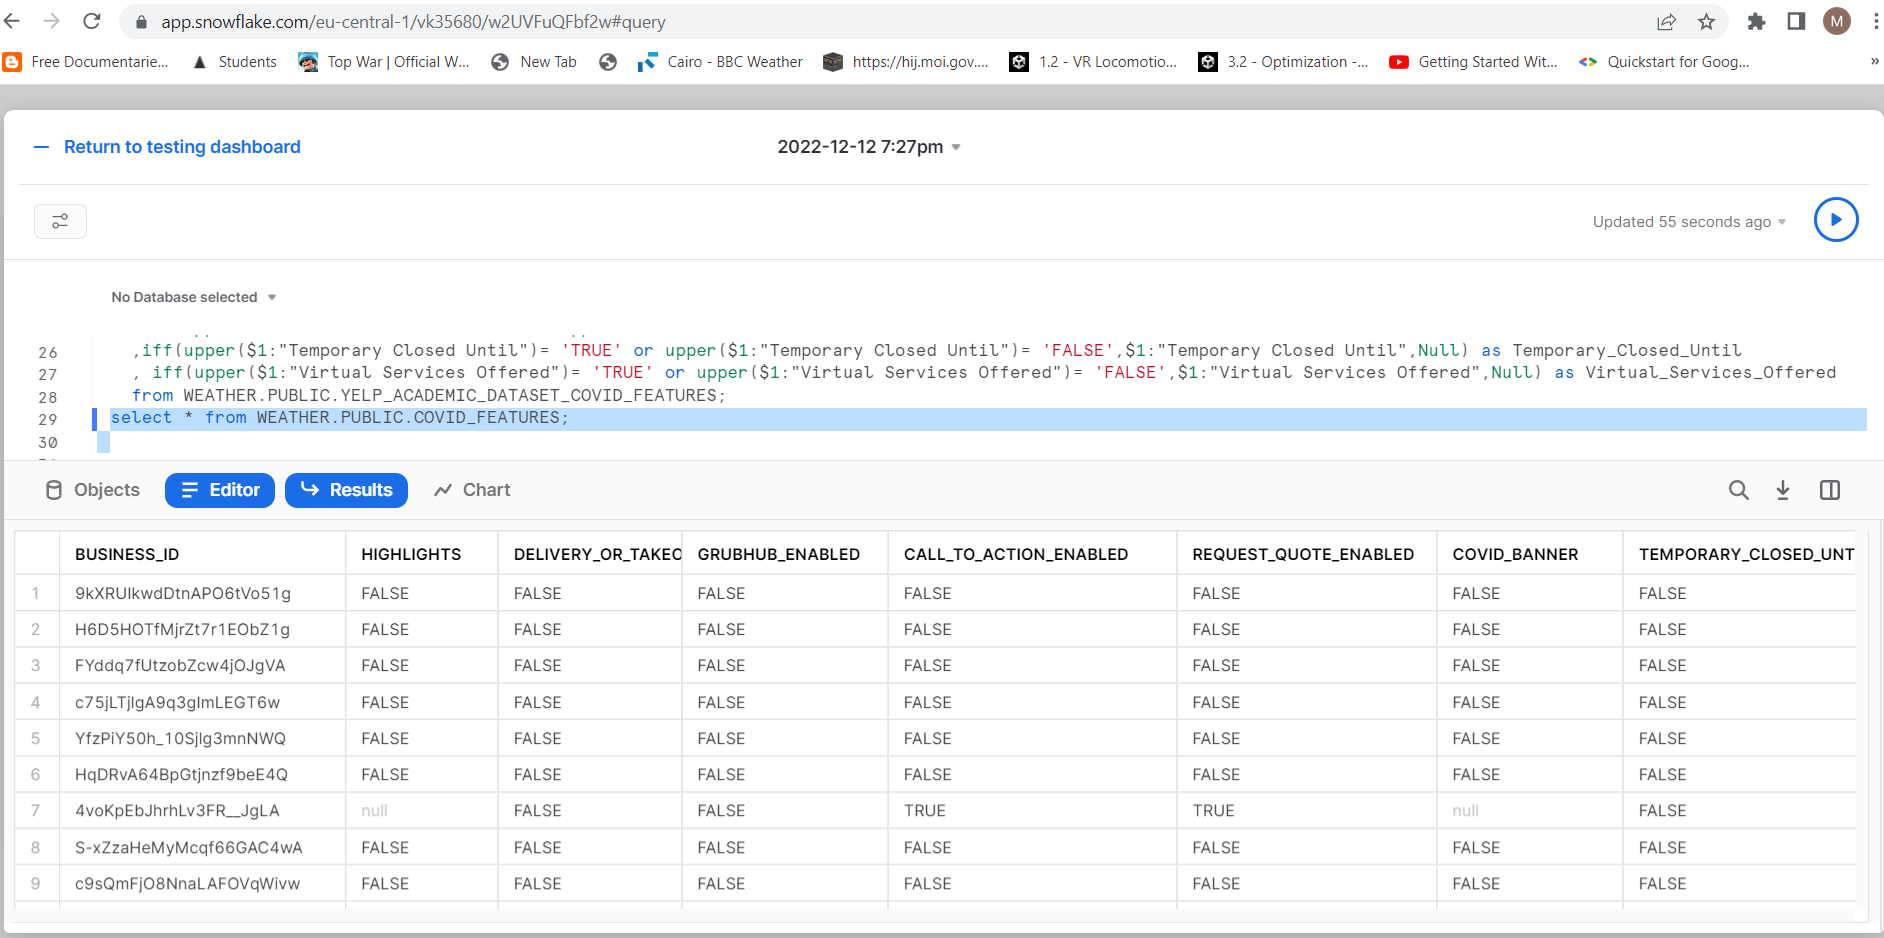 app.snowflake.com/eu-central-1/vk35680/w2UVFuQFbf2w#query
M
Free Documentarie... Students Top War | Official W... New Tab Cairo - BBC Weather https://hij.moi.gov.... 1.2 - VR Locomotio... 3.2 - Optimization -... Getting Started Wit... Quickstart for Goog... »
Return to testing dashboard 2022-12-12 7:27pm
Updated 55 seconds ago
No Database selected
26 ,iff(upper($1:"Temporary Closed Until")= 'TRUE' or upper($1:"Temporary Closed Until")= 'FALSE',$1:"Temporary Closed Until",Null) as Temporary_Closed_Until
27 , iff(upper($1:"Virtual Services Offered")= 'TRUE' or upper($1:"Virtual Services Offered")= 'FALSE',$1:"Virtual Services Offered",Null) as Virtual_Services_Offered
28 from WEATHER.PUBLIC.YELP_ACADEMIC_DATASET_COVID_FEATURES;
29 select * from WEATHER.PUBLIC.COVID_FEATURES;
30
Objects Editor Results Chart
BUSINESS_ID HIGHLIGHTS DELIVERY_OR_TAKEO GRUBHUB_ENABLED CALL_TO_ACTION_ENABLED REQUEST_QUOTE_ENABLED COVID_BANNER TEMPORARY_CLOSED_UNT
1 9kXRUIkwdDtnAPO6tVo51g FALSE FALSE FALSE FALSE FALSE FALSE FALSE
2 H6D5HOTfMjrZt7r1EObZ1g FALSE FALSE FALSE FALSE FALSE FALSE FALSE
3 FYddq7fUtzobZcw4jOJgVA FALSE FALSE FALSE FALSE FALSE FALSE FALSE
4 c75jLTjIgA9q3gImLEGT6w FALSE FALSE FALSE FALSE FALSE FALSE FALSE
5 YfzPiY50h_10SjIg3mnNWQ FALSE FALSE FALSE FALSE FALSE FALSE FALSE
6 HqDRvA64BpGtjnzf9beE4Q FALSE FALSE FALSE FALSE FALSE FALSE FALSE
7 4voKpEbJhrhLv3FR__JgLA null FALSE FALSE TRUE TRUE null FALSE
8 S-xZzaHeMyMcqf66GAC4wA FALSE FALSE FALSE FALSE FALSE FALSE FALSE
9 c9sQmFjO8NnaLAFOVqWivw FALSE FALSE FALSE FALSE FALSE FALSE FALSE